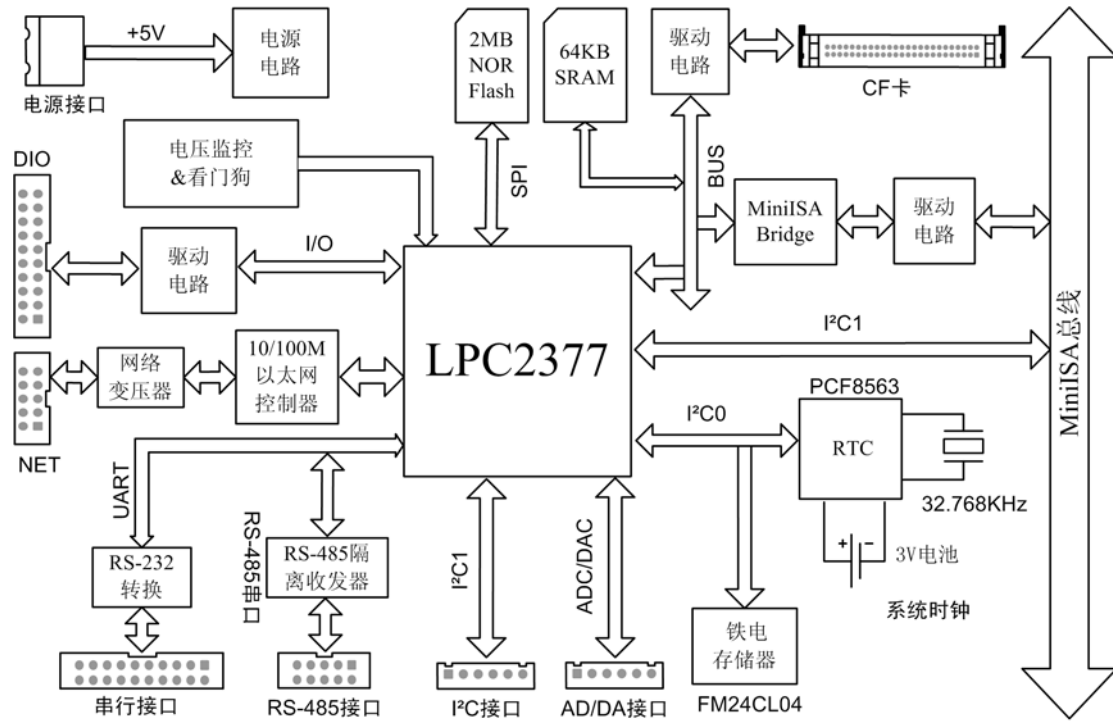 +5V
电源
电路
电源接口
2MB
NOR
Flash
64KB
SRAM
驱动
电路
CF卡
电压监控
&看门狗
SPI
BUS
DIO
驱动
电路
I/O
MiniISA
Bridge
驱动
电路
LPC2377
I²C1
MiniISA总线
网络
变压器
10/100M
以太网
控制器
NET
I²C0
PCF8563
RTC
32.768KHz
+ −
3V电池
系统时钟
UART
RS-232
转换
串行接口
RS-485串口
RS-485隔
离收发器
RS-485接口
I²C1
I²C接口
ADC/DAC
AD/DA接口
铁电
存储器
FM24CL04